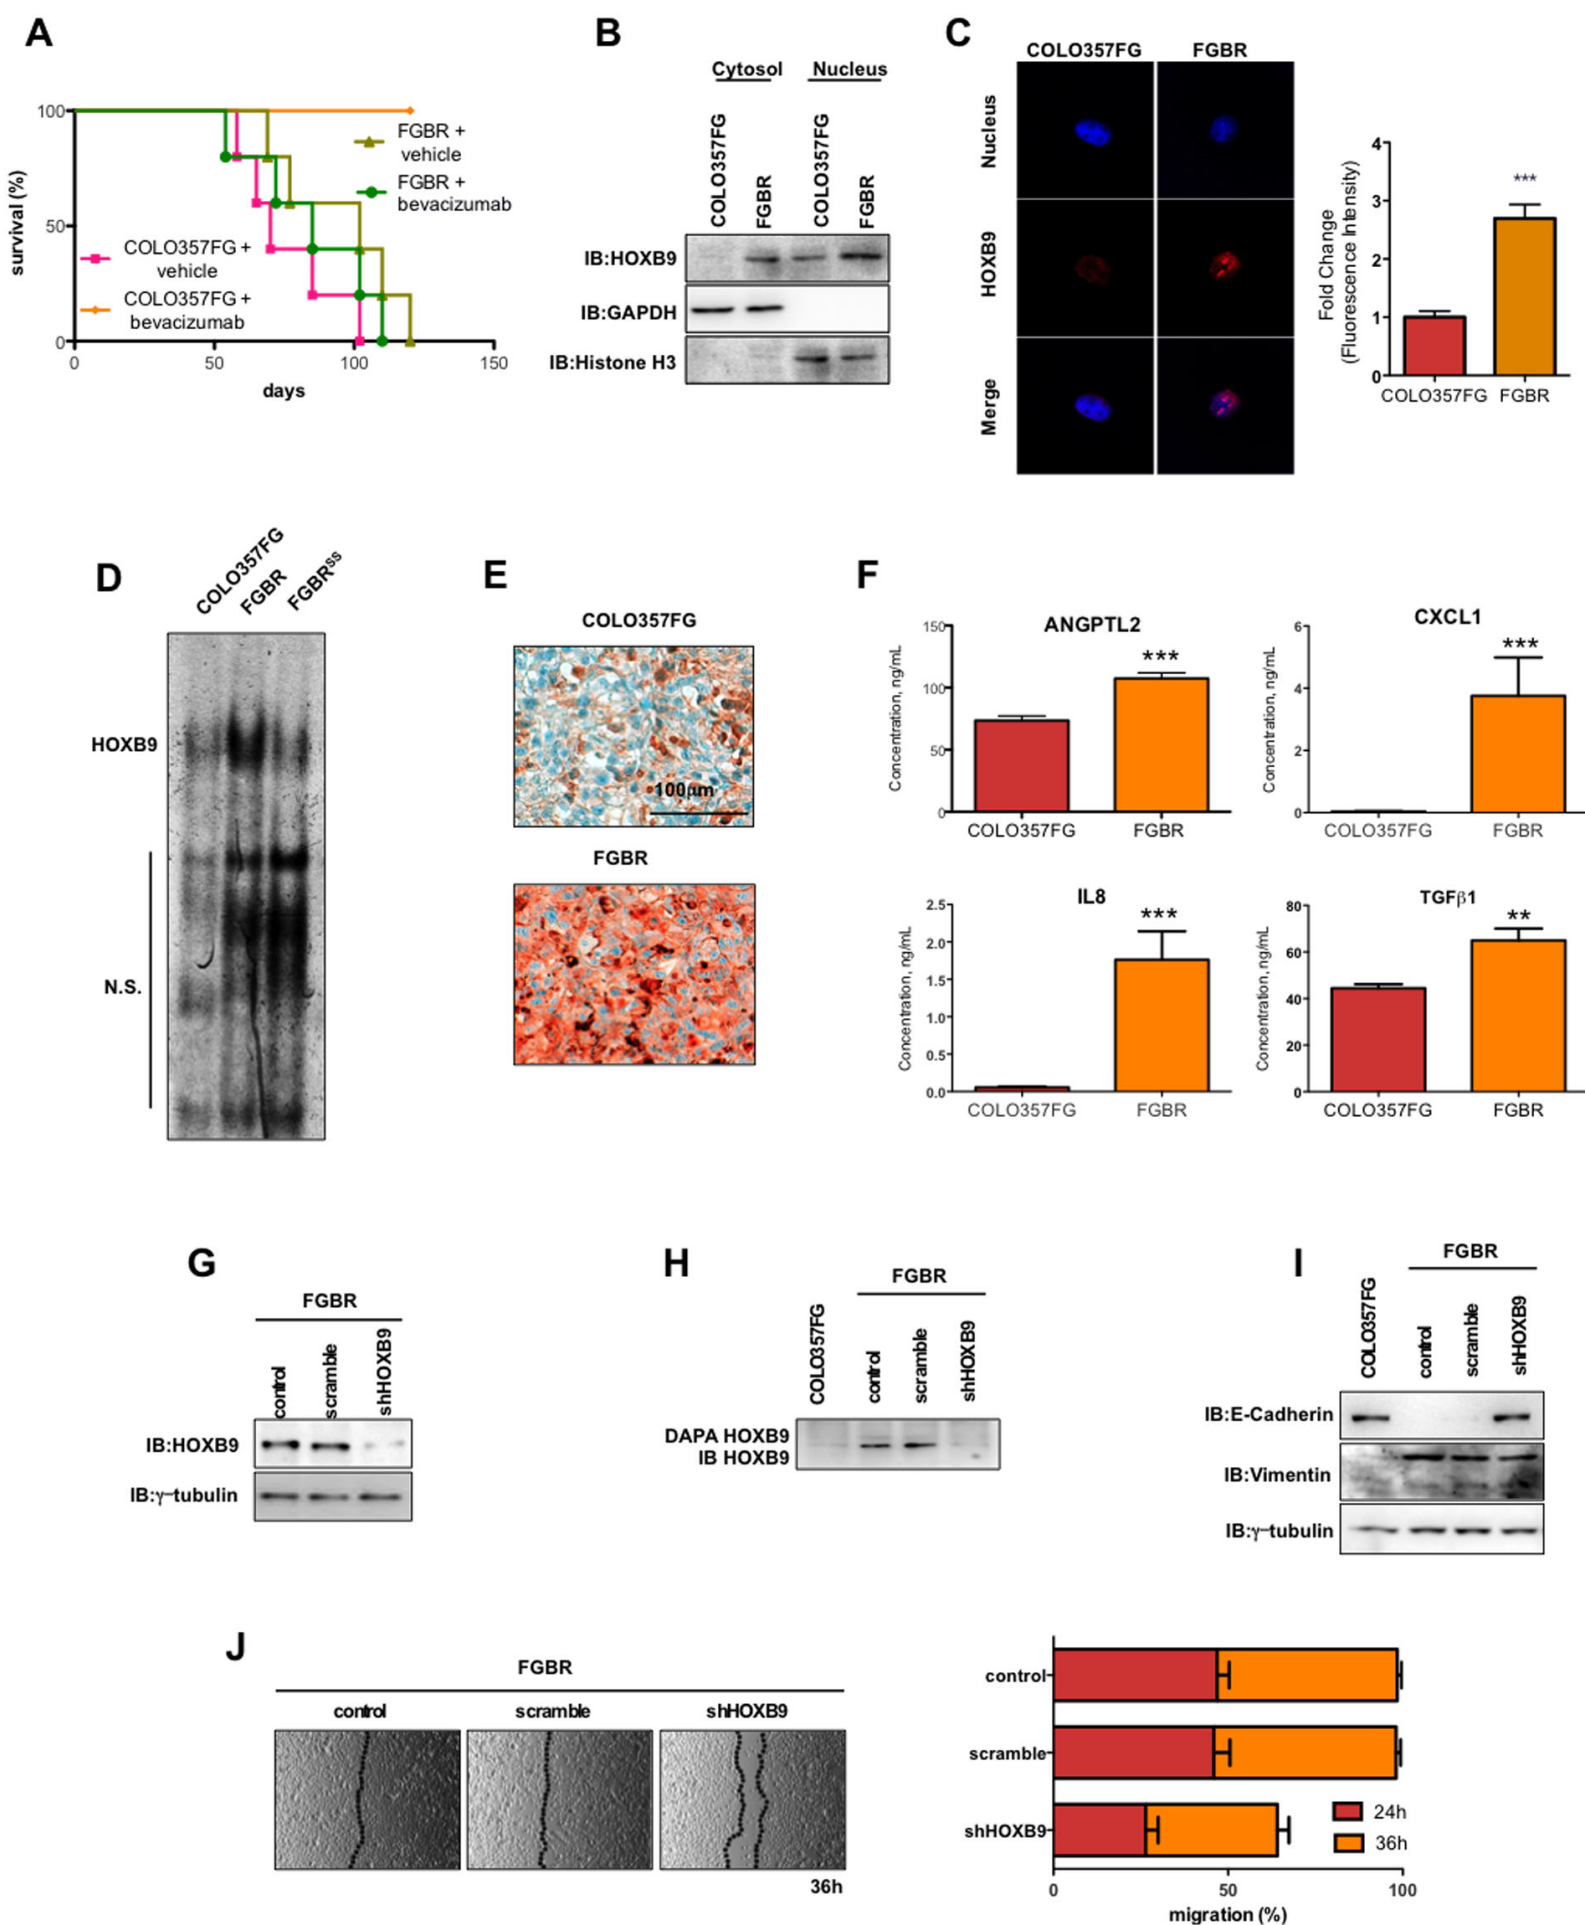 A
survival (%)
100
50
0
0
50
100
150
days
FGBR +
vehicle
FGBR +
bevacizumab
COLO357FG +
vehicle
COLO357FG +
bevacizumab
B
Cytosol
Nucleus
COLO357FG
FGBR
COLO357FG
FGBR
IB:HOXB9
IB:GAPDH
IB:Histone H3
C
COLO357FG
FGBR
Nucleus
HOXB9
Merge
Fold Change
(Fluorescence Intensity)
4
3
2
1
0
***
COLO357FG
FGBR
D
COLO357FG
FGBR
FGBRSS
HOXB9
N.S.
E
COLO357FG
100µm
FGBR
F
ANGPTL2
Concentration, ng/mL
150
100
50
0
***
COLO357FG
FGBR
CXCL1
Concentration, ng/mL
6
4
2
0
***
COLO357FG
FGBR
IL8
Concentration, ng/mL
2.5
2.0
1.5
1.0
0.5
0.0
***
COLO357FG
FGBR
TGFβ1
Concentration, ng/mL
80
60
40
20
0
**
COLO357FG
FGBR
G
FGBR
control
scramble
shHOXB9
IB:HOXB9
IB:γ-tubulin
H
FGBR
COLO357FG
control
scramble
shHOXB9
DAPA HOXB9
IB HOXB9
I
FGBR
COLO357FG
control
scramble
shHOXB9
IB:E-Cadherin
IB:Vimentin
IB:γ-tubulin
J
FGBR
control
scramble
shHOXB9
36h
control
scramble
shHOXB9
24h
36h
0
50
100
migration (%)